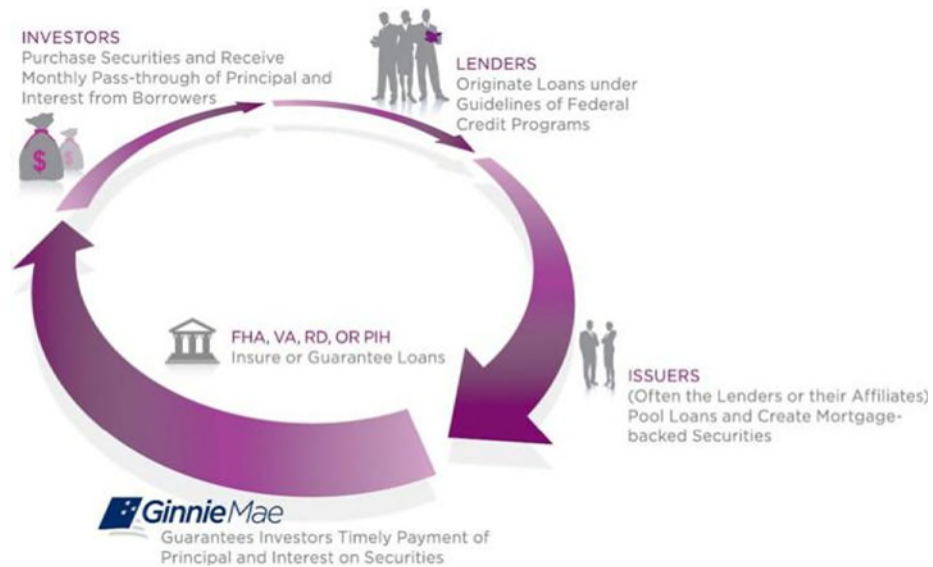 INVESTORS
Purchase Securities and Receive
Monthly Pass-through of Principal and
Interest from Borrowers
$
$
LENDERS
Originate Loans under
Guidelines of Federal
Credit Programs
FHA, VA, RD, OR PIH
Insure or Guarantee Loans
ISSUERS
(Often the Lenders or their Affiliates)
Pool Loans and Create Mortgage-
backed Securities
GinnieMae
Guarantees Investors Timely Payment of
Principal and Interest on Securities